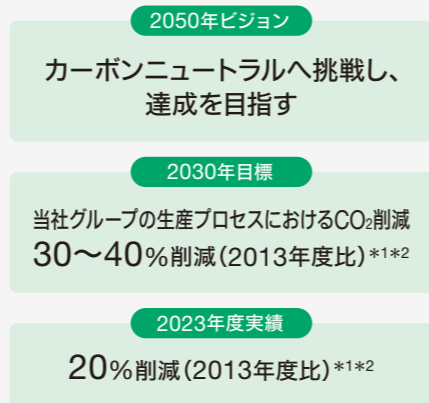 2050年ビジョン
カーボンニュートラルへ挑戦し、
達成を目指す
2030年目標
当社グループの生産プロセスにおけるCO₂削減
30〜40%削減(2013年度比)*1*2
2023年度実績
20%削減(2013年度比)*1*2